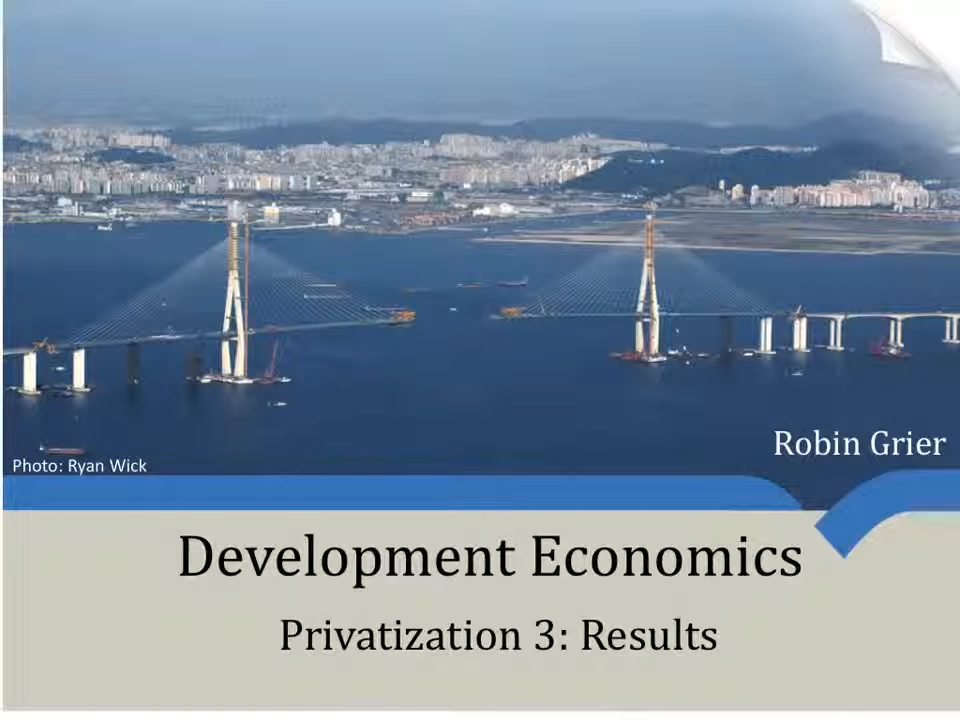 Robin Grier
Photo: Ryan Wick
Development Economics
Privatization 3: Results